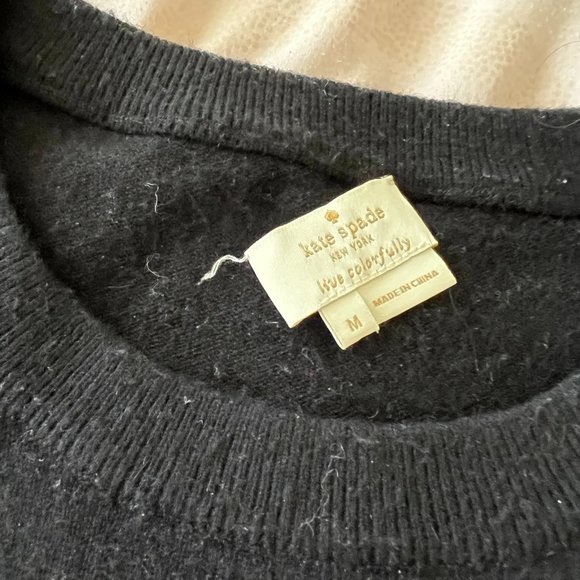 kate spade
NEW YORK
live colorfully
M
MADE IN CHINA